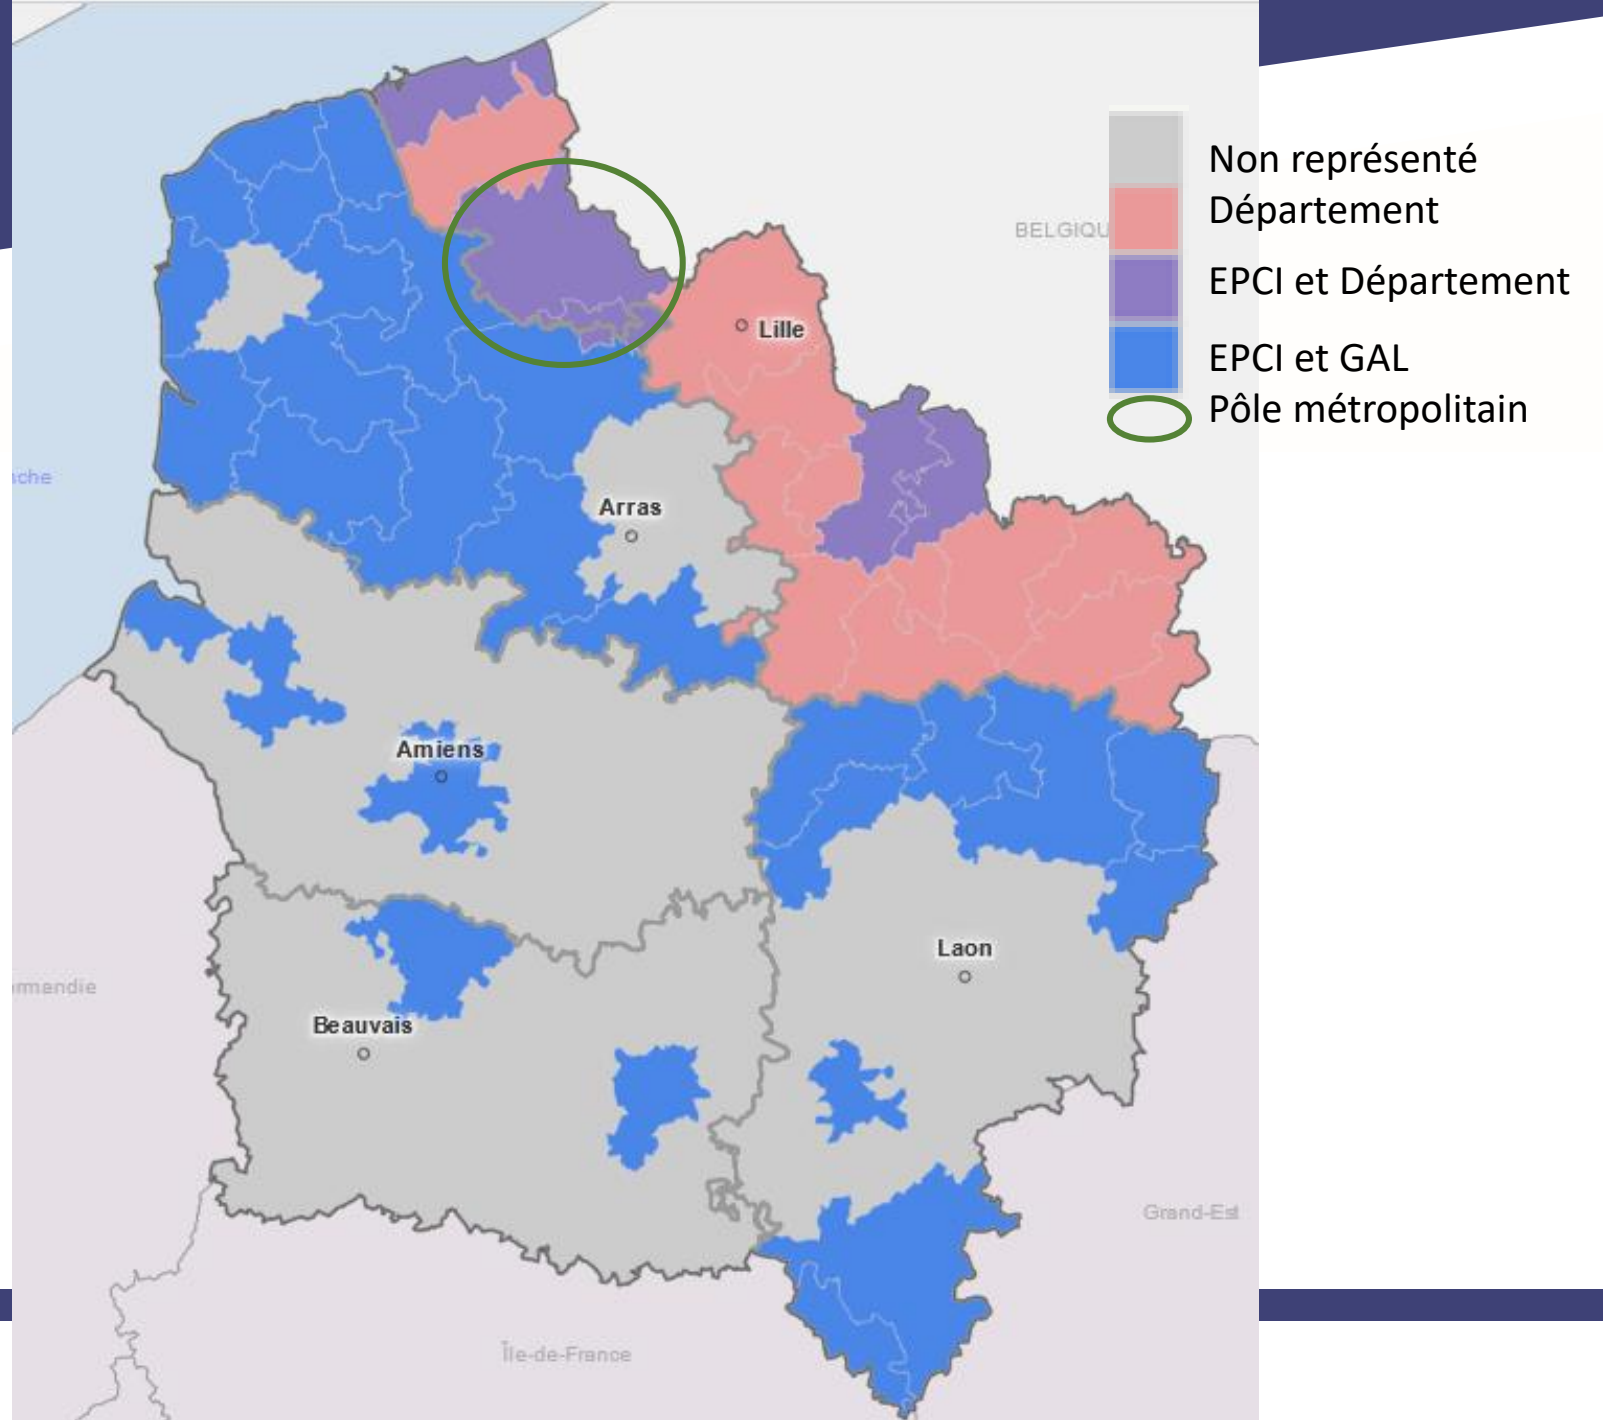 Non représenté
Département
BELGIQU
EPCI et Département
Lille
EPCI et GAL
Pôle métropolitain
che
Arras
Amiens
Laon
rmandie
Beauvais
Grand-Est
Île-de-France